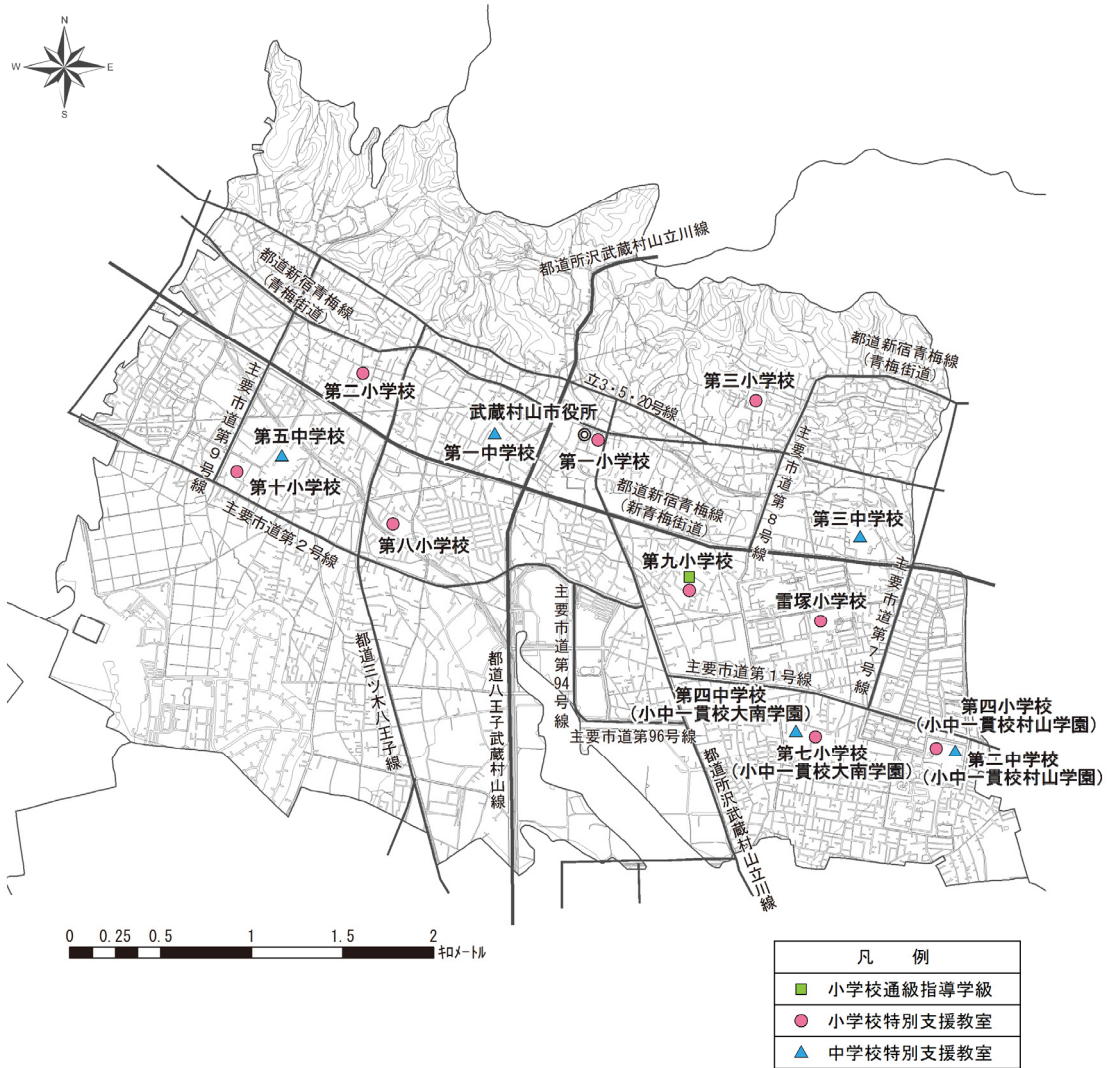 N
W
E
S
都道所沢武蔵村山立川線
都道新宿青梅線
(青梅街道)
都道新宿青梅線
(青梅街道)
立3・5・20号線
第三小学校
第二小学校
主要市道第9号線
武蔵村山市役所
第五中学校
第一中学校
第一小学校
主要市道第8号線
第十小学校
都道新宿青梅線
(新青梅街道)
第三中学校
主要市道第2号線
第八小学校
第九小学校
主要市道第7号線
雷塚小学校
主要市道第94号線
都道三ツ木八王子線
都道八王子武蔵村山線
主要市道第1号線
第四中学校
(小中一貫校大南学園)
第四小学校
(小中一貫校村山学園)
主要市道第96号線
第七小学校
(小中一貫校大南学園)
第二中学校
(小中一貫校村山学園)
都道所沢武蔵村山立川線
0 0.25 0.5 1 1.5 2
キロメートル
凡 例
小学校通級指導学級
小学校特別支援教室
中学校特別支援教室